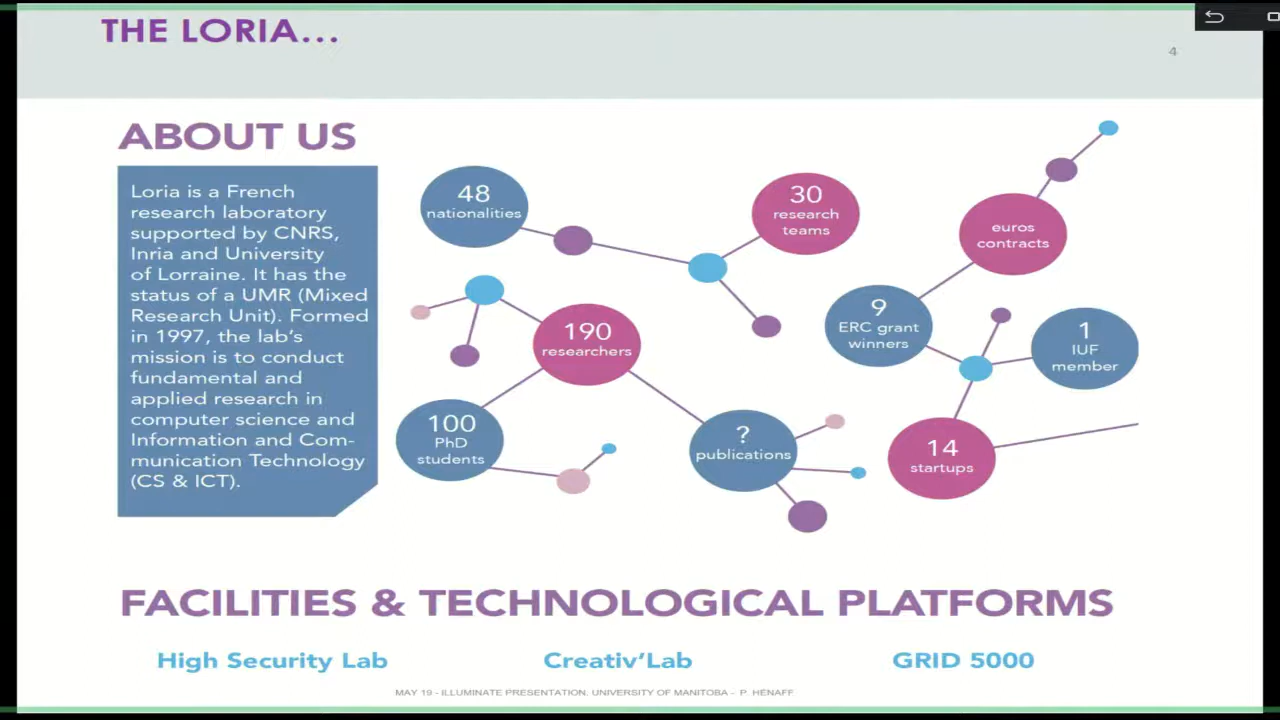 THE LORIA...
4
ABOUT US
Loria is a French
research laboratory
supported by CNRS,
Inria and University
of Lorraine. It has the
status of a UMR (Mixed
Research Unit). Formed
in 1997, the lab's
mission is to conduct
fundamental and
applied research in
computer science and
Information and Com-
munication Technology
(CS & ICT).
48
nationalities
30
research
teams
euros
contracts
190
researchers
9
ERC grant
winners
1
IUF
member
100
PhD
students
?
publications
14
startups
FACILITIES & TECHNOLOGICAL PLATFORMS
High Security Lab
Creativ'Lab
GRID 5000
MAY 19 - ILLUMINATE PRESENTATION. UNIVERSITY OF MANITOBA - P. HENAFF